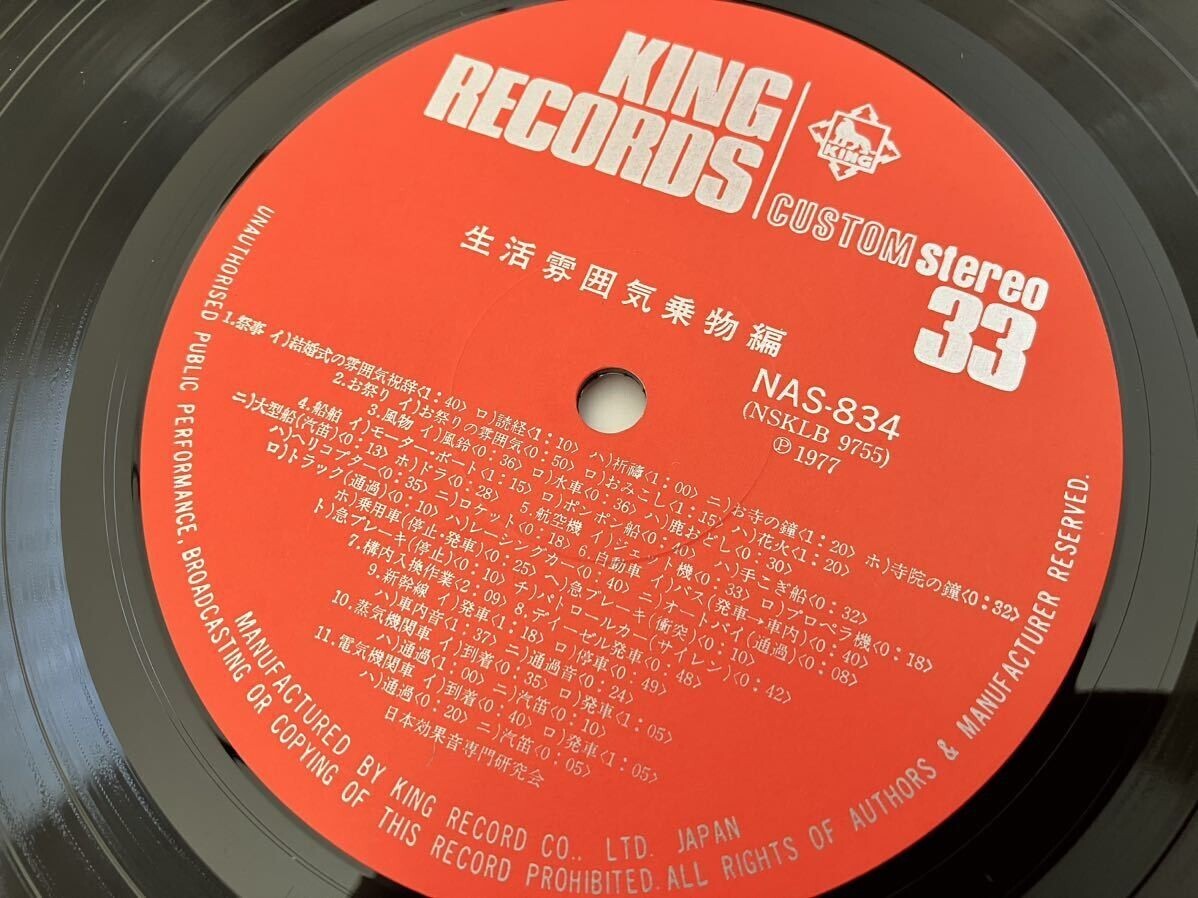 KING
RECORDS
KING
CUSTOM stereo
33
生活雰囲気乗物編
NAS-834
(NSKLB 9755)
Ⓟ1977
1.祭事 イ)結婚式の雰囲気祝辞<1:40> ロ)読経<1:10> ハ)祈禱<1:00> ニ)お寺の鐘<1:20> ホ)寺院の鐘<0:32>
2.お祭り イ)お祭りの雰囲気<0:50> ロ)おみこし<1:15> ハ)花火<1:20>
3.風物 イ)風鈴<0:36> ロ)水車<0:36> ハ)鹿おどし<0:30>
4.船舶 イ)モーター・ボート<1:15> ロ)ポンポン船<0:40> ハ)手こぎ船<0:32>
ニ)大型船(汽笛)<0:13> ホ)ドラ<0:28> 5.航空機 イ)ジェット機<0:33> ロ)プロペラ機<0:18>
ハ)ヘリコプター<0:35> ニ)ロケット<0:18> 6.自動車 イ)バス(発車→車内)<0:40>
ロ)トラック(通過)<0:10> ハ)レーシングカー<0:40> ニ)オートバイ(通過)<0:08>
ホ)乗用車(停止・発車)<0:25> ヘ)急ブレーキ(衝突)<0:10>
ト)急ブレーキ(停止)<0:10> チ)パトロールカー(サイレン)<0:42>
7.構内入換作業<2:09> 8.ディーゼル発車<0:48>
9.新幹線 イ)発車<1:18> ロ)停車<0:49>
ハ)車内音<1:37> ニ)通過音<0:24>
10.蒸気機関車 イ)到着<0:35> ロ)発車<1:05>
ハ)通過<1:00> ニ)汽笛<0:10>
11.電気機関車 イ)到着<0:40> ロ)発車<1:05>
ハ)通過<0:20> ニ)汽笛<0:05>
日本効果音専門研究会
MANUFACTURED BY KING RECORD CO., LTD. JAPAN
UNAUTHORISED PUBLIC PERFORMANCE, BROADCASTING OR COPYING OF THIS RECORD PROHIBITED. ALL RIGHTS OF AUTHORS & MANUFACTURER RESERVED.